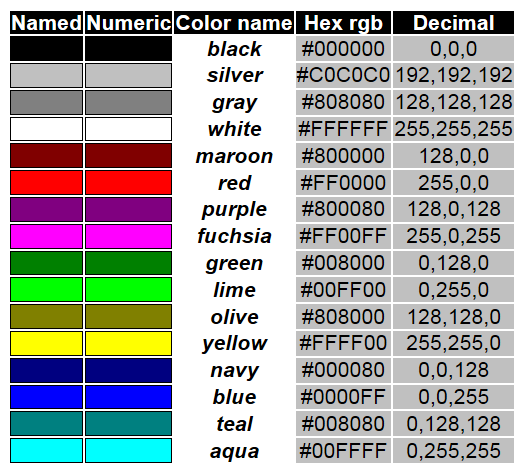 Named Numeric Color name Hex rgb Decimal
black #000000 0,0,0
silver #C0C0C0 192,192,192
gray #808080 128,128,128
white #FFFFFF 255,255,255
maroon #800000 128,0,0
red #FF0000 255,0,0
purple #800080 128,0,128
fuchsia #FF00FF 255,0,255
green #008000 0,128,0
lime #00FF00 0,255,0
olive #808000 128,128,0
yellow #FFFF00 255,255,0
navy #000080 0,0,128
blue #0000FF 0,0,255
teal #008080 0,128,128
aqua #00FFFF 0,255,255